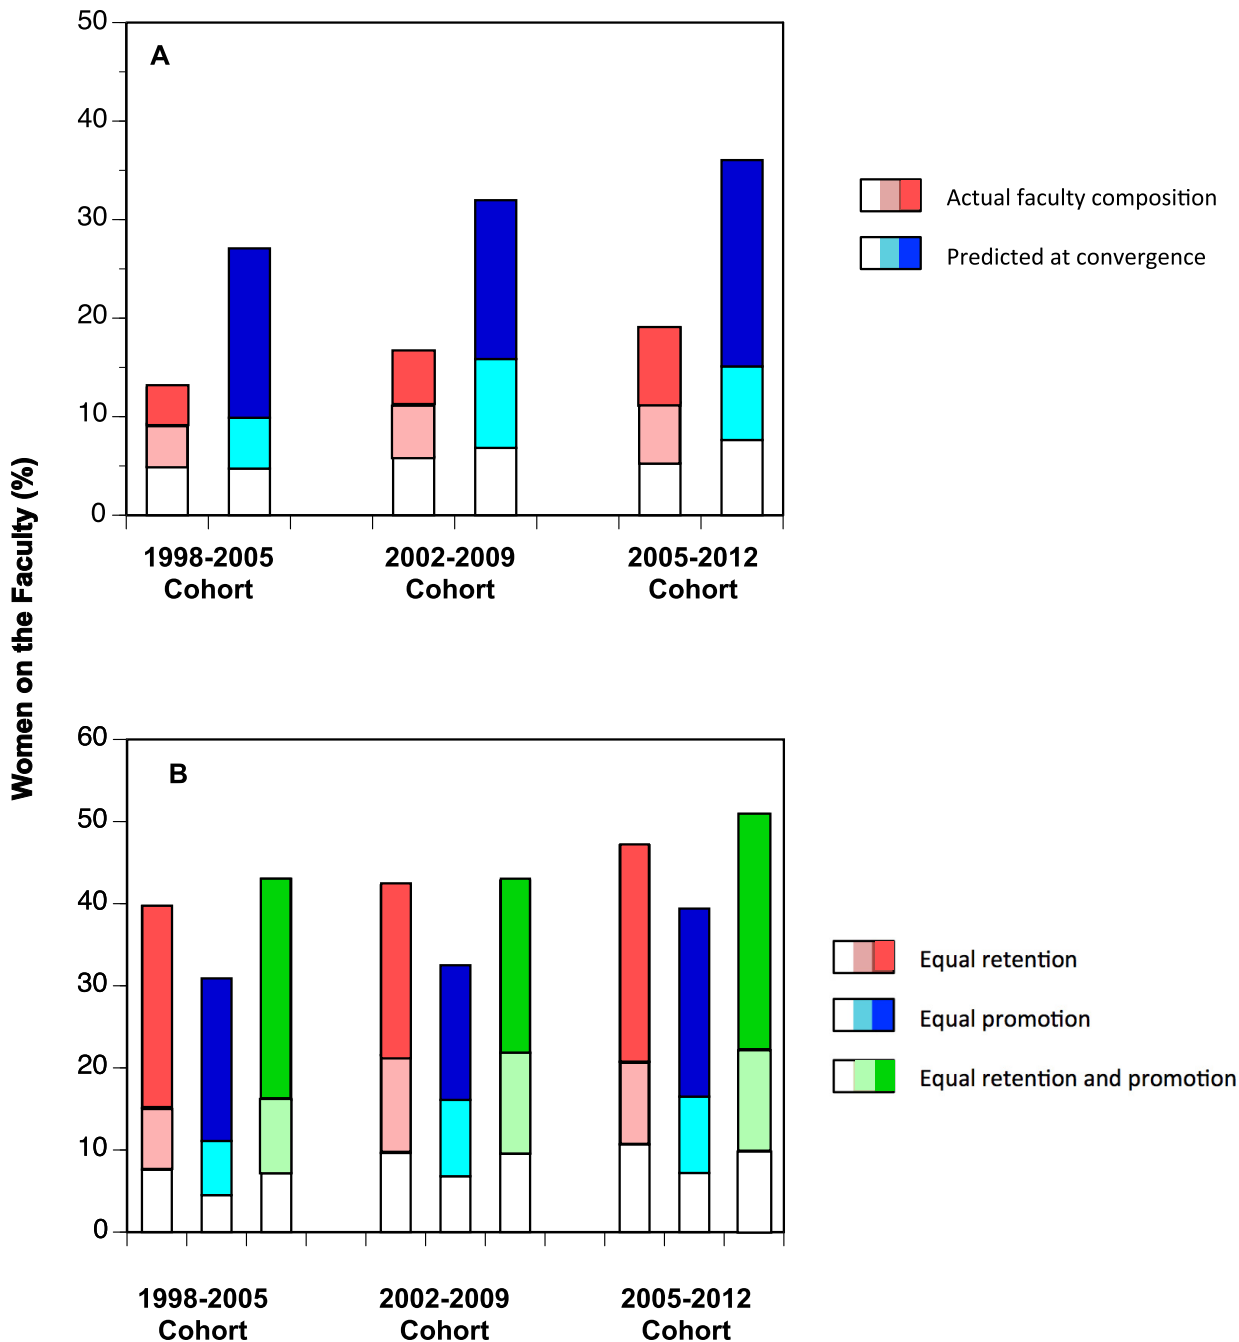 Women on the Faculty (%)
A
50
40
30
20
10
0
1998-2005
Cohort
2002-2009
Cohort
2005-2012
Cohort
Actual faculty composition
Predicted at convergence
B
60
50
40
30
20
10
0
1998-2005
Cohort
2002-2009
Cohort
2005-2012
Cohort
Equal retention
Equal promotion
Equal retention and promotion